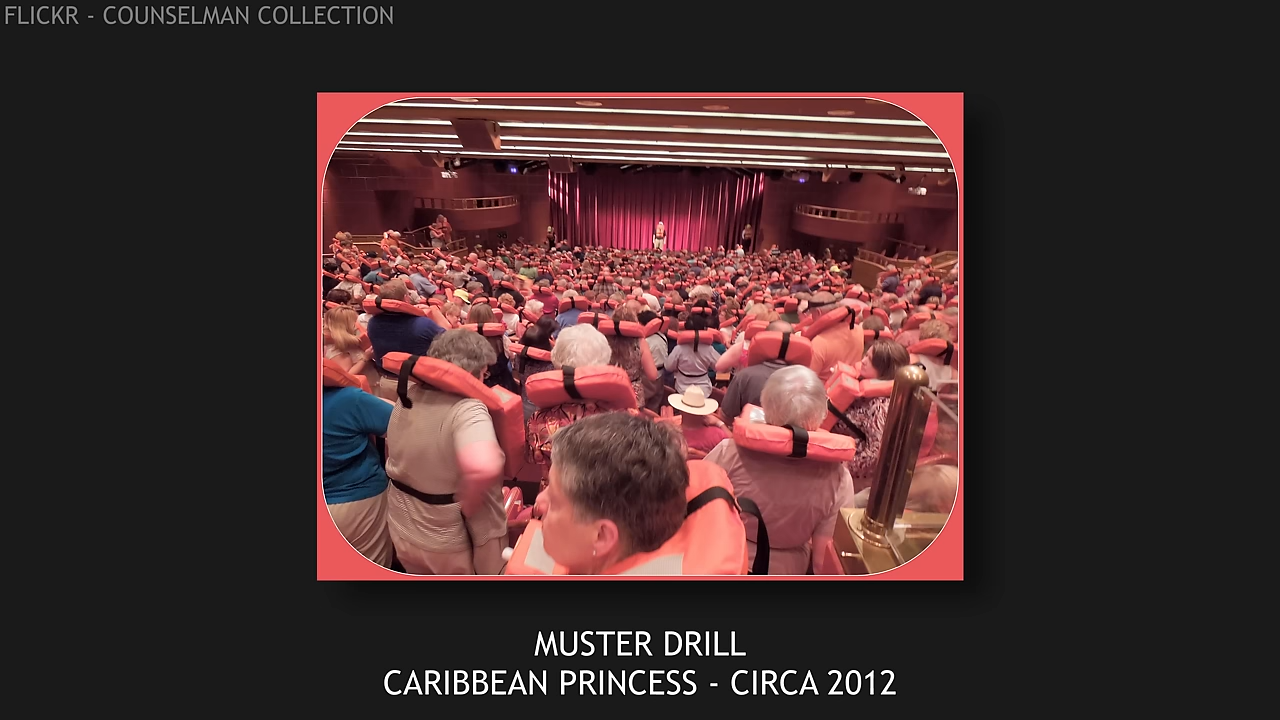 FLICKR - COUNSELMAN COLLECTION
MUSTER DRILL
CARIBBEAN PRINCESS - CIRCA 2012